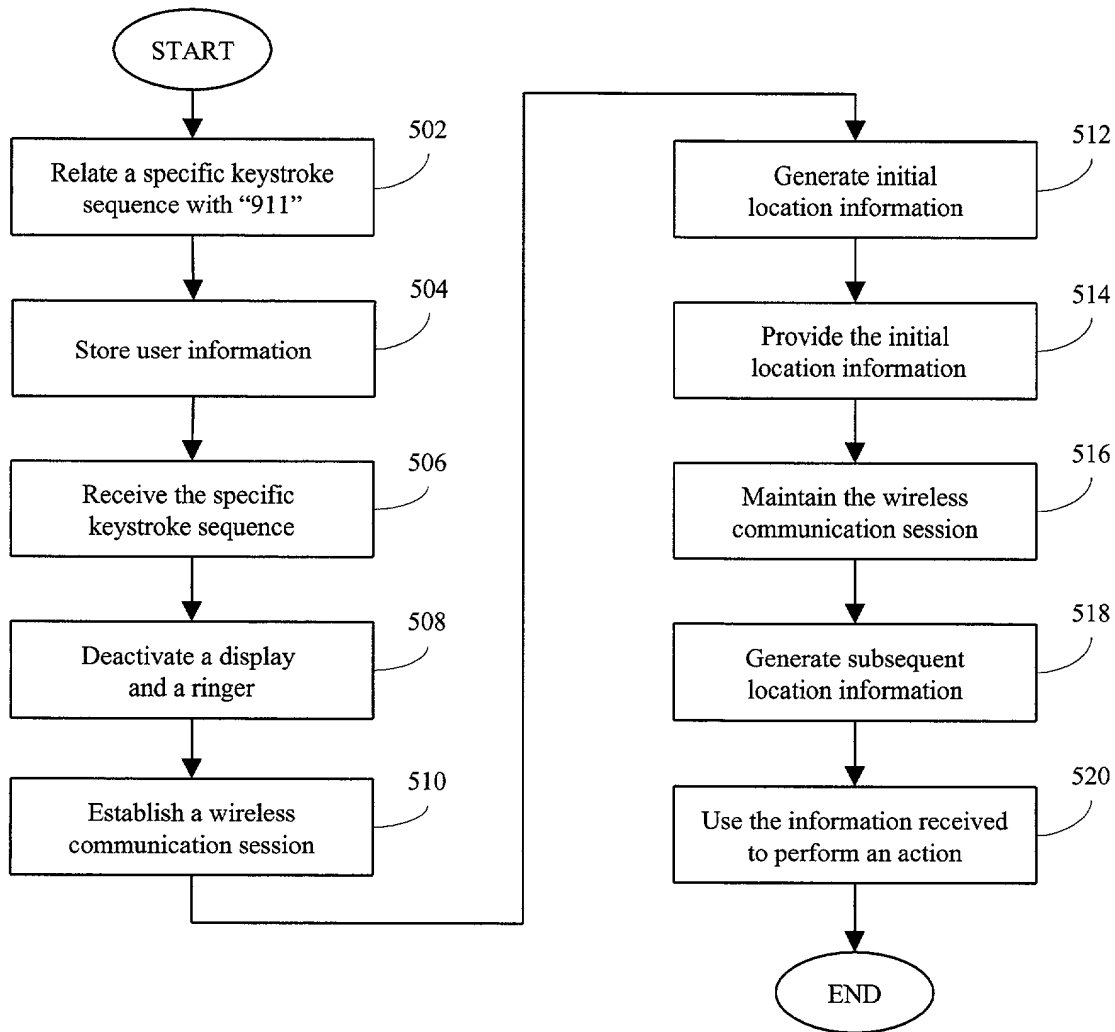 START
502
Relate a specific keystroke
sequence with “911”
504
Store user information
506
Receive the specific
keystroke sequence
508
Deactivate a display
and a ringer
510
Establish a wireless
communication session
512
Generate initial
location information
514
Provide the initial
location information
516
Maintain the wireless
communication session
518
Generate subsequent
location information
520
Use the information received
to perform an action
END